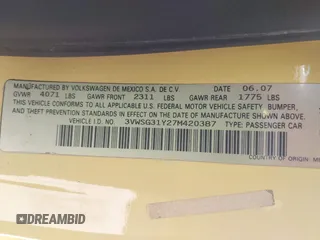 MANUFACTURED BY VOLKSWAGEN DE MEXICO S.A. DE C.V. DATE 06.07
GVWR 4071 LBS GAWR FRONT 2311 LBS GAWR REAR 1775 LBS
THIS VEHICLE CONFORMS TO ALL APPLICABLE U.S. FEDERAL MOTOR VEHICLE SAFETY, BUMPER,
AND THEFT PREVENTION STANDARDS IN EFFECT ON THE DATE OF MANUFACTURE SHOWN ABOVE.
VEHICLE I.D. 3VWSG31Y27M420387 TYPE: PASSENGER CAR
COUNTRY OF ORIGIN: ME
DREAMBID